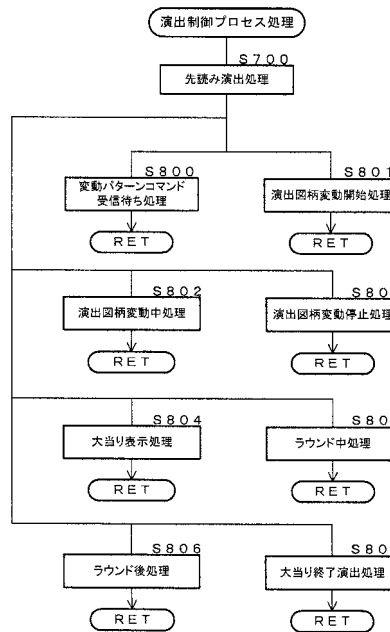 演出制御プロセス処理
S700
先読み演出処理
S800
変動パターンコマンド
受信待ち処理
RET
S801
演出図柄変動開始処理
RET
S802
演出図柄変動中処理
RET
S80
演出図柄変動停止処理
RET
S804
大当り表示処理
RET
S80
ラウンド中処理
RET
S806
ラウンド後処理
RET
S80
大当り終了演出処理
RET